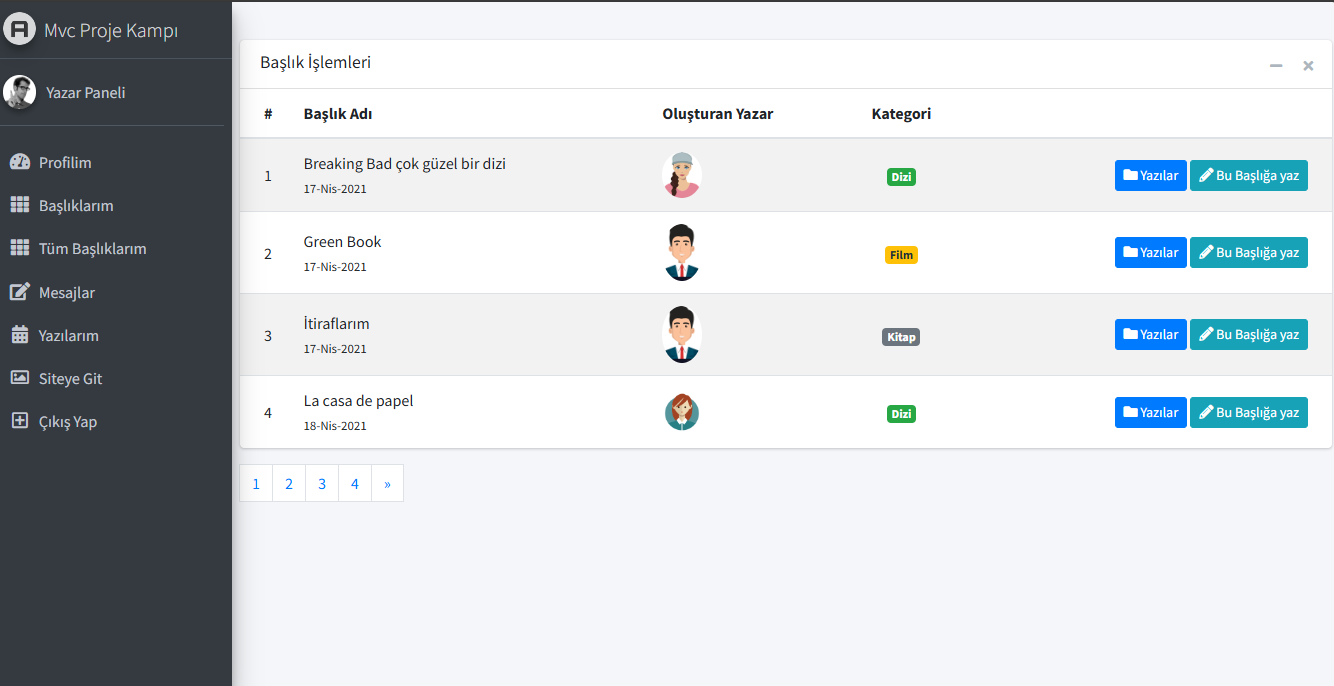 Mvc Proje Kampı
Yazar Paneli
Profilim
Başlıklarım
Tüm Başlıklarım
Mesajlar
Yazılarım
Siteye Git
Çıkış Yap
Başlık İşlemleri
# Başlık Adı Oluşturan Yazar Kategori
1 Breaking Bad çok güzel bir dizi Dizi Yazılar Bu Başlığa yaz
17-Nis-2021
2 Green Book Film Yazılar Bu Başlığa yaz
17-Nis-2021
3 İtiraflarım Kitap Yazılar Bu Başlığa yaz
17-Nis-2021
4 La casa de papel Dizi Yazılar Bu Başlığa yaz
18-Nis-2021
1 2 3 4 »